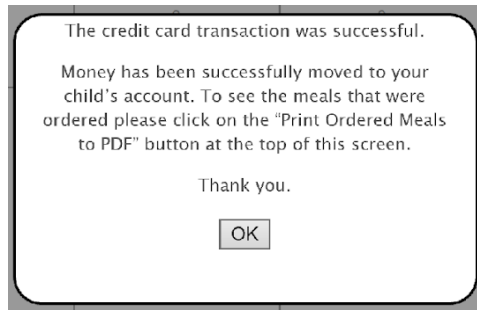 The credit card transaction was successful.
Money has been successfully moved to your
child's account. To see the meals that were
ordered please click on the “Print Ordered Meals
to PDF” button at the top of this screen.
Thank you.
OK